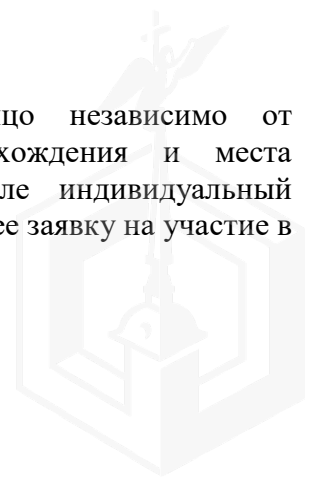 цо независимо от
хождения и места
ле индивидуальный
ее заявку на участие в